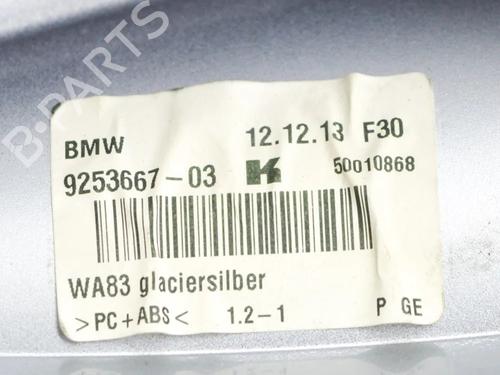 B-PARTS
BMW 12.12.13 F30
9253667-03 K 50010868
WA83 glaciersilber
>PC+ABS< 1.2-1 P GE